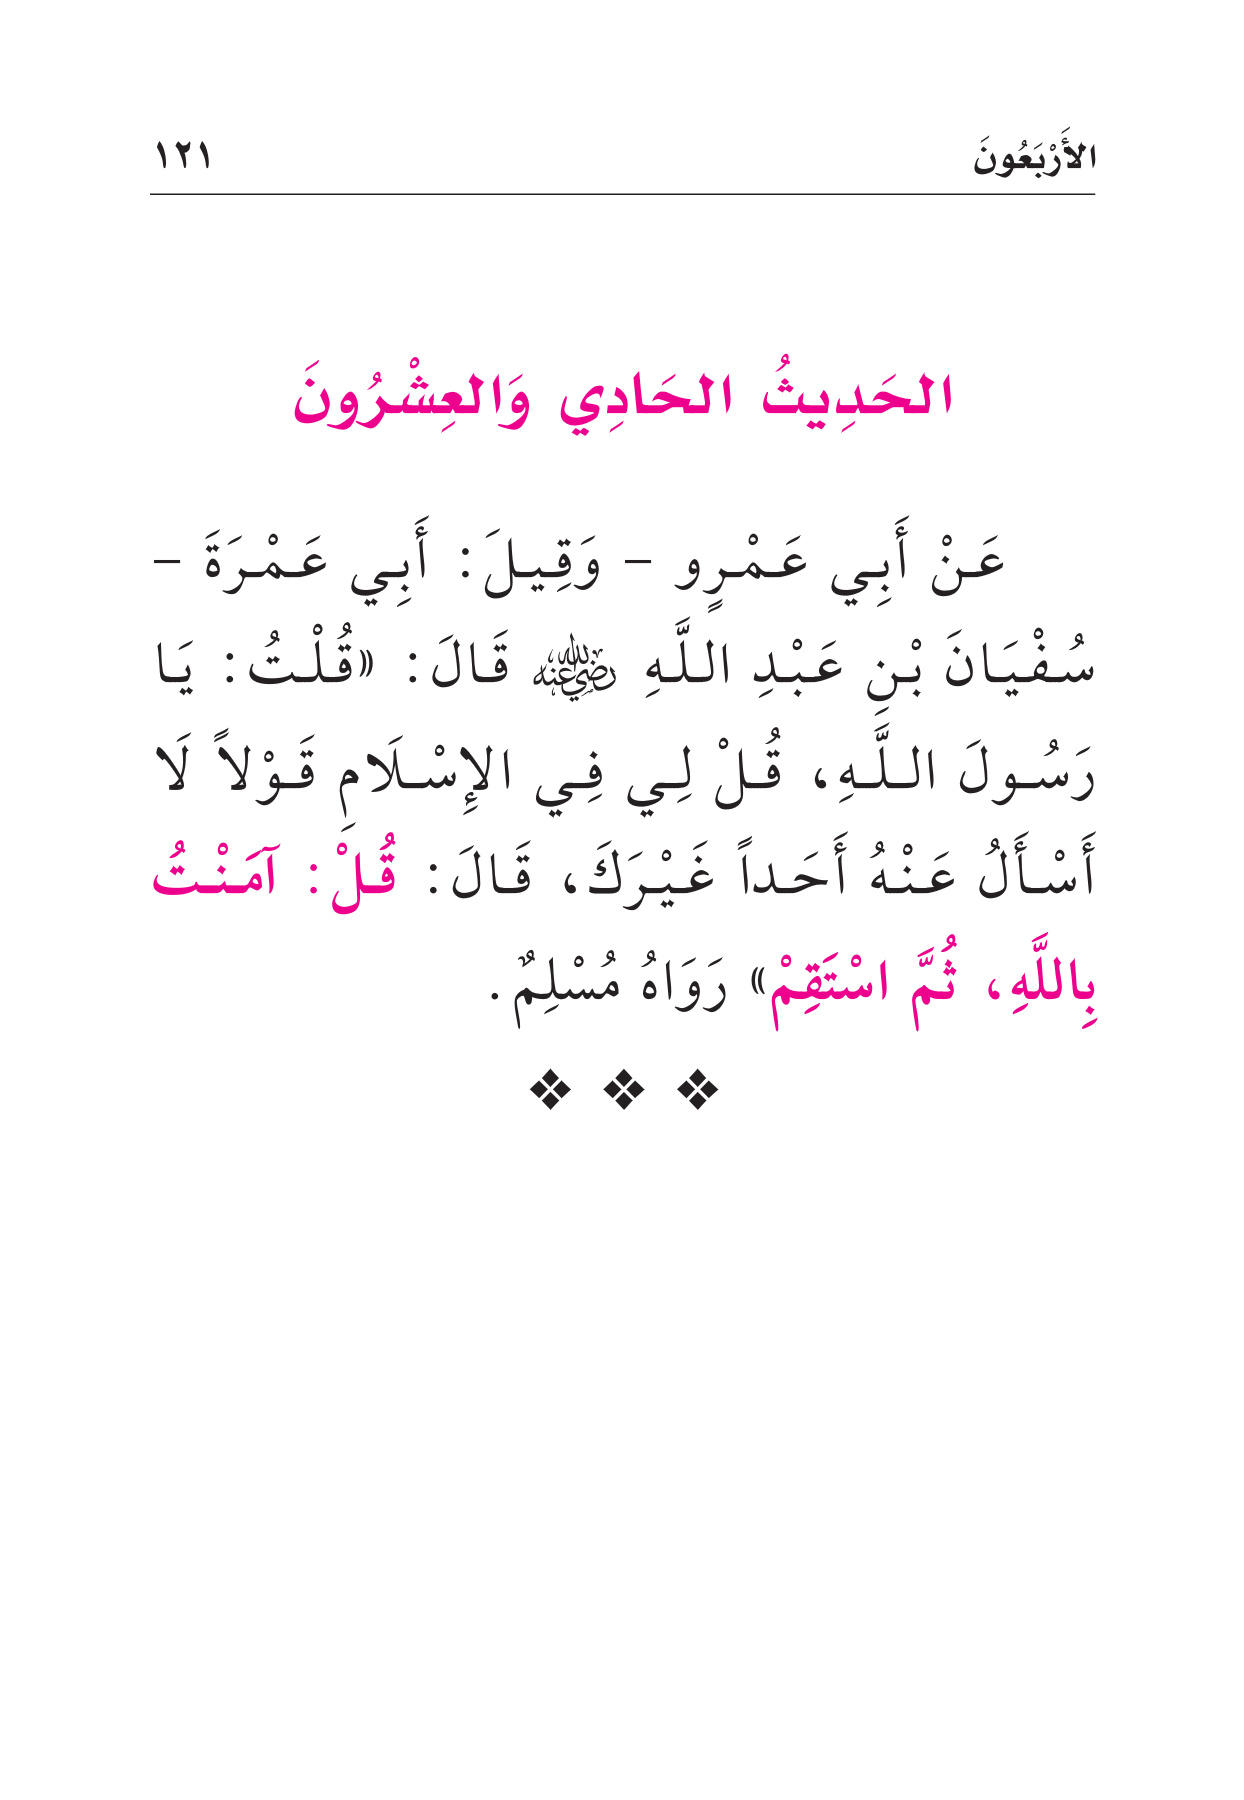 الأَرْبَعُونَ ١٢١
الحَدِيثُ الحَادِي وَالعِشْرُونَ
عَنْ أَبِي عَمْرٍو - وَقِيلَ: أَبِي عَمْرَةَ -
سُفْيَانَ بْنِ عَبْدِ اللَّهِ رضي الله عنه قَالَ: «قُلْتُ: يَا
رَسُولَ اللَّهِ، قُلْ لِي فِي الإِسْلَامِ قَوْلاً لَا
أَسْأَلُ عَنْهُ أَحَداً غَيْرَكَ، قَالَ: قُلْ: آمَنْتُ
بِاللَّهِ، ثُمَّ اسْتَقِمْ» رَوَاهُ مُسْلِمٌ.